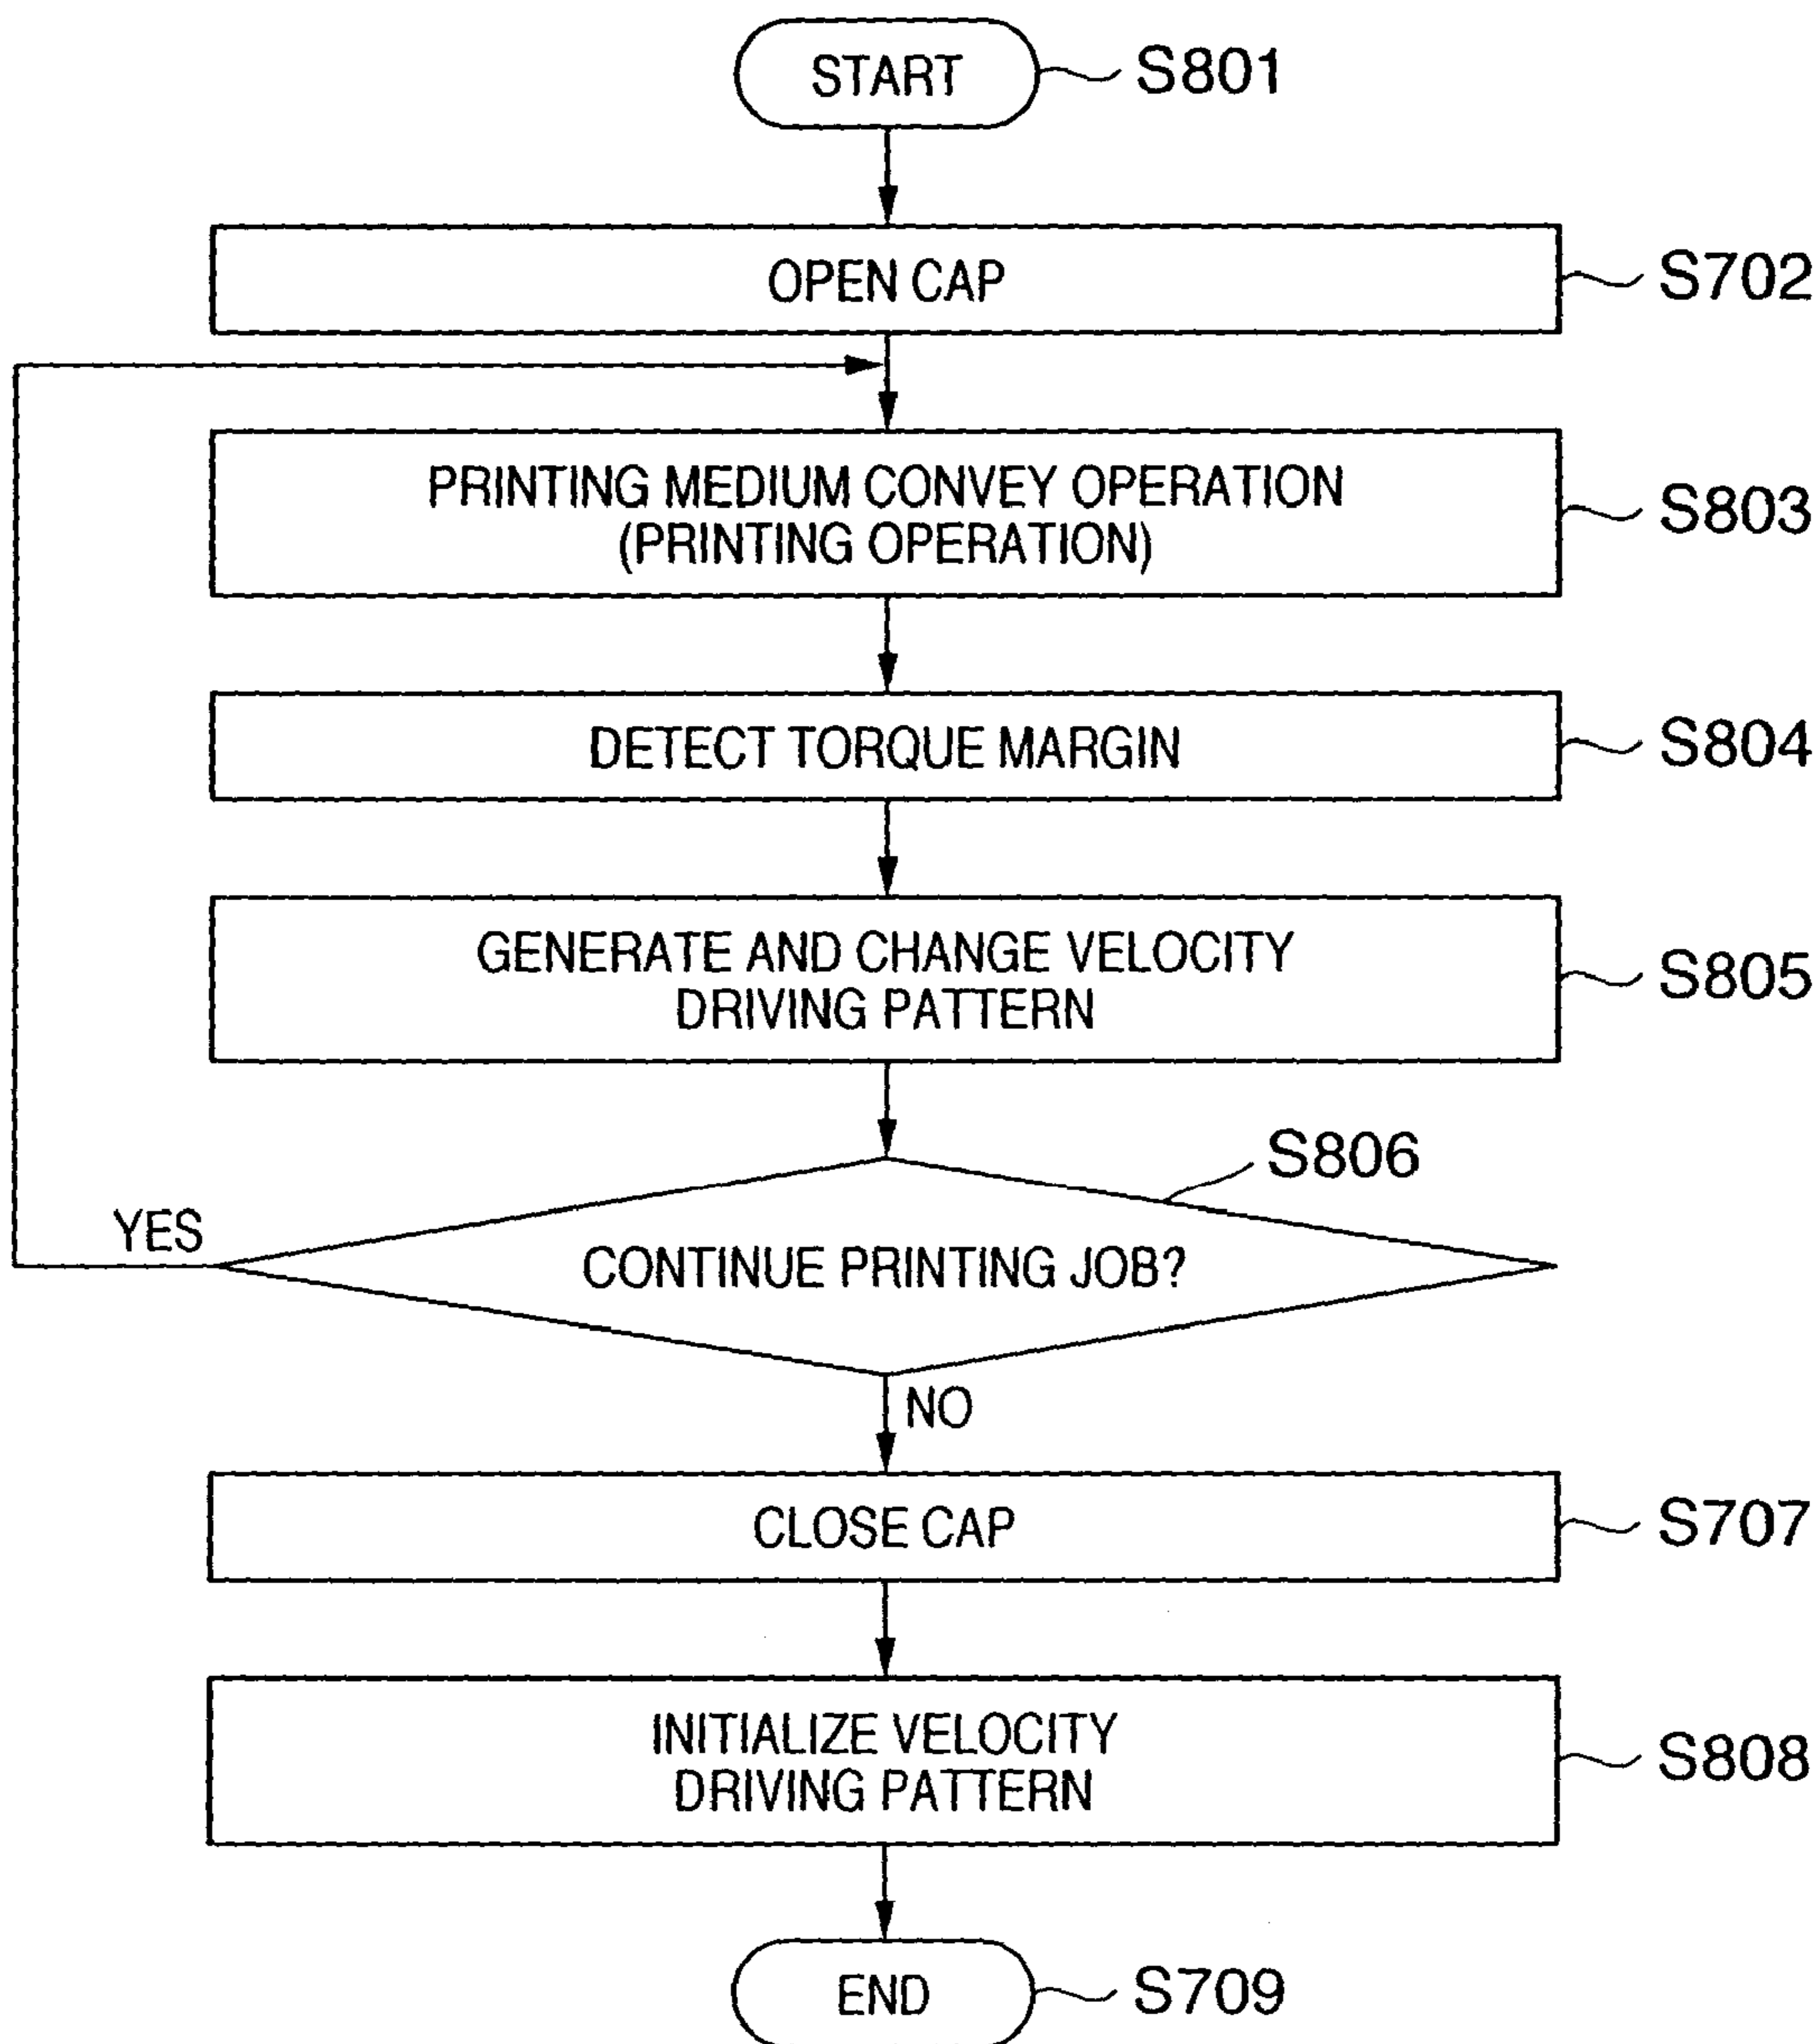 START
S801
OPEN CAP
S702
PRINTING MEDIUM CONVEY OPERATION
(PRINTING OPERATION)
S803
DETECT TORQUE MARGIN
S804
GENERATE AND CHANGE VELOCITY
DRIVING PATTERN
S805
S806
YES
CONTINUE PRINTING JOB?
NO
CLOSE CAP
S707
INITIALIZE VELOCITY
DRIVING PATTERN
S808
END
S709